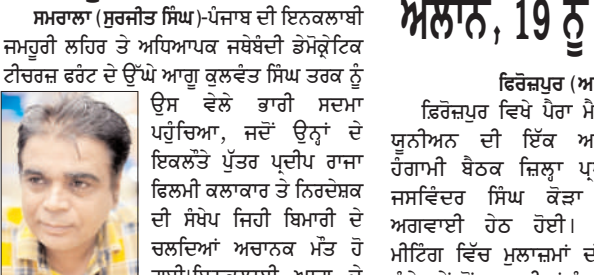 ਸਮਰਾਲਾ (ਸੁਰਜੀਤ ਸਿੰਘ)-ਪੰਜਾਬ ਦੀ ਇਨਕਲਾਬੀ
ਜਮਹੂਰੀ ਲਹਿਰ ਤੇ ਅਧਿਆਪਕ ਜਥੇਬੰਦੀ ਡੇਮੋਕ੍ਰੇਟਿਕ
ਟੀਚਰਜ਼ ਫਰੰਟ ਦੇ ਉੱਘੇ ਆਗੂ ਕੁਲਵੰਤ ਸਿੰਘ ਤਰਕ ਨੂੰ
ਉਸ ਵੇਲੇ ਭਾਰੀ ਸਦਮਾ
ਪਹੁੰਚਿਆ, ਜਦੋਂ ਉਨ੍ਹਾਂ ਦੇ
ਇਕਲੌਤੇ ਪੁੱਤਰ ਪ੍ਰਦੀਪ ਰਾਜਾ
ਫਿਲਮੀ ਕਲਾਕਾਰ ਤੇ ਨਿਰਦੇਸ਼ਕ
ਦੀ ਸੰਖੇਪ ਜਿਹੀ ਬਿਮਾਰੀ ਦੇ
ਚਲਦਿਆਂ ਅਚਾਨਕ ਮੌਤ ਹੋ
ਅਲਾਨ, 19 ਨੂੰ
ਫਿਰੋਜ਼ਪੁਰ (ਅ
ਫ਼ਿਰੋਜ਼ਪੁਰ ਵਿਖੇ ਪੈਰਾ ਮੈ
ਯੂਨੀਅਨ ਦੀ ਇੱਕ ਅ
ਹੰਗਾਮੀ ਬੈਠਕ ਜ਼ਿਲ੍ਹਾ ਪ੍ਰ
ਜਸਵਿੰਦਰ ਸਿੰਘ ਕੌੜਾ
ਅਗਵਾਈ ਹੇਠ ਹੋਈ।
ਮੀਟਿੰਗ ਵਿੱਚ ਮੁਲਾਜ਼ਮਾਂ ਦੀ